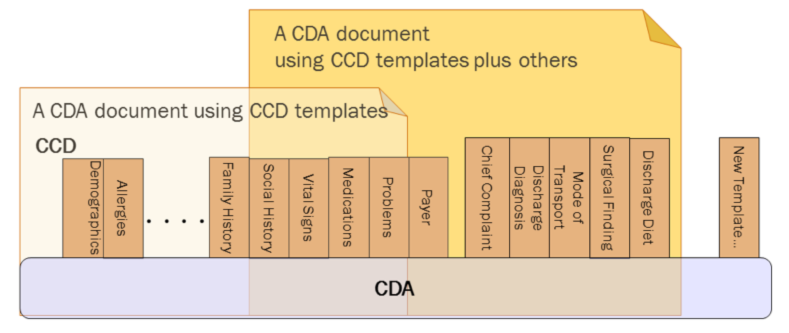 A CDA document
using CCD templates plus others
A CDA document using CCD templates
CCD
Demographics
Allergies
. . . .
Family History
Social History
Vital Signs
Medications
Problems
Payer
Chief Complaint
Discharge
Diagnosis
Mode of
Transport
Surgical Finding
Discharge Diet
New Template...
CDA